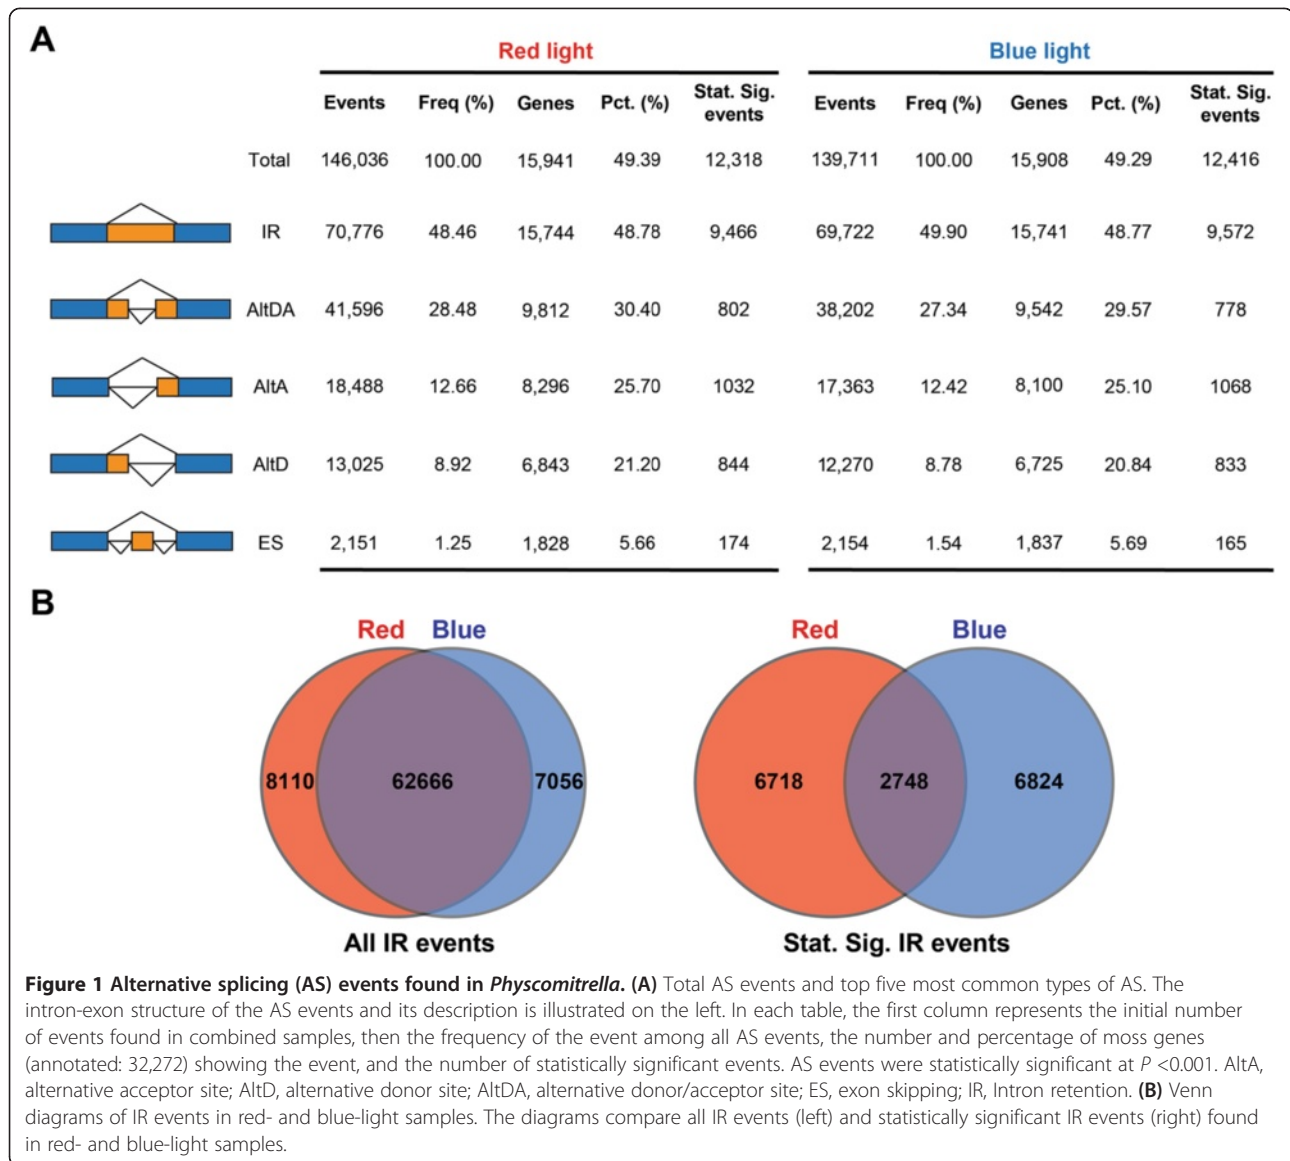 A
Red light Blue light
Events Freq (%) Genes Pct. (%) Stat. Sig. events Events Freq (%) Genes Pct. (%) Stat. Sig. events
Total 146,036 100.00 15,941 49.39 12,318 139,711 100.00 15,908 49.29 12,416
IR 70,776 48.46 15,744 48.78 9,466 69,722 49.90 15,741 48.77 9,572
AltDA 41,596 28.48 9,812 30.40 802 38,202 27.34 9,542 29.57 778
AltA 18,488 12.66 8,296 25.70 1032 17,363 12.42 8,100 25.10 1068
AltD 13,025 8.92 6,843 21.20 844 12,270 8.78 6,725 20.84 833
ES 2,151 1.25 1,828 5.66 174 2,154 1.54 1,837 5.69 165
B
Red Blue Red Blue
8110 62666 7056 6718 2748 6824
All IR events Stat. Sig. IR events
Figure 1 Alternative splicing (AS) events found in Physcomitrella. (A) Total AS events and top five most common types of AS. The
intron-exon structure of the AS events and its description is illustrated on the left. In each table, the first column represents the initial number
of events found in combined samples, then the frequency of the event among all AS events, the number and percentage of moss genes
(annotated: 32,272) showing the event, and the number of statistically significant events. AS events were statistically significant at P <0.001. AltA,
alternative acceptor site; AltD, alternative donor site; AltDA, alternative donor/acceptor site; ES, exon skipping; IR, Intron retention. (B) Venn
diagrams of IR events in red- and blue-light samples. The diagrams compare all IR events (left) and statistically significant IR events (right) found
in red- and blue-light samples.